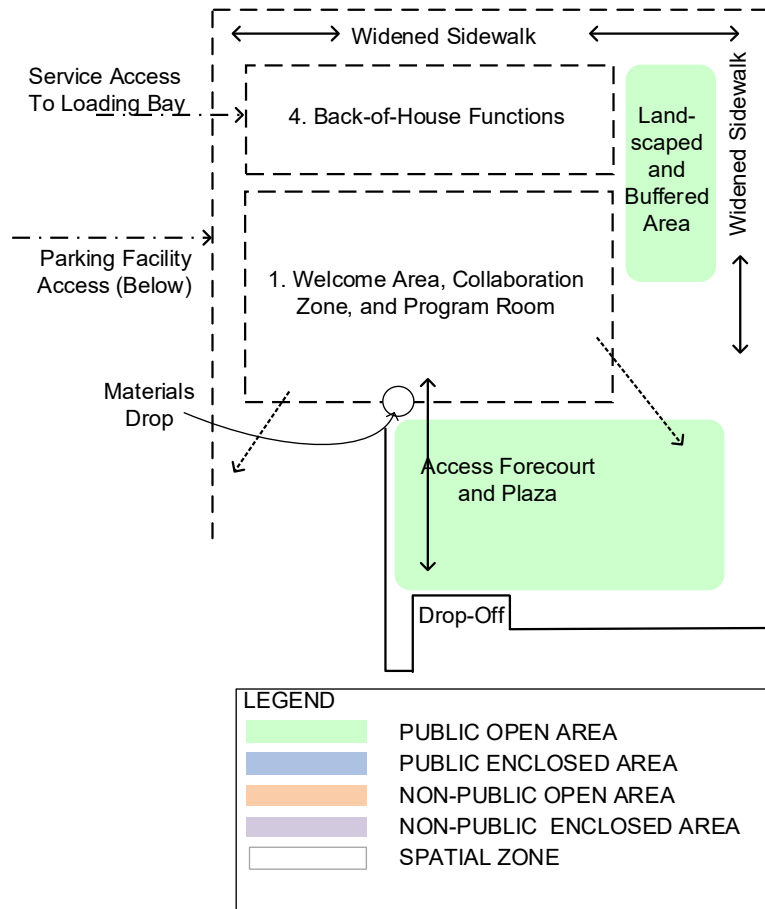 Widened Sidewalk
Service Access
To Loading Bay
4. Back-of-House Functions
Land-
scaped
and
Buffered
Area
Widened Sidewalk
Parking Facility
Access (Below)
1. Welcome Area, Collaboration
Zone, and Program Room
Materials
Drop
Access Forecourt
and Plaza
Drop-Off
LEGEND
PUBLIC OPEN AREA
PUBLIC ENCLOSED AREA
NON-PUBLIC OPEN AREA
NON-PUBLIC ENCLOSED AREA
SPATIAL ZONE